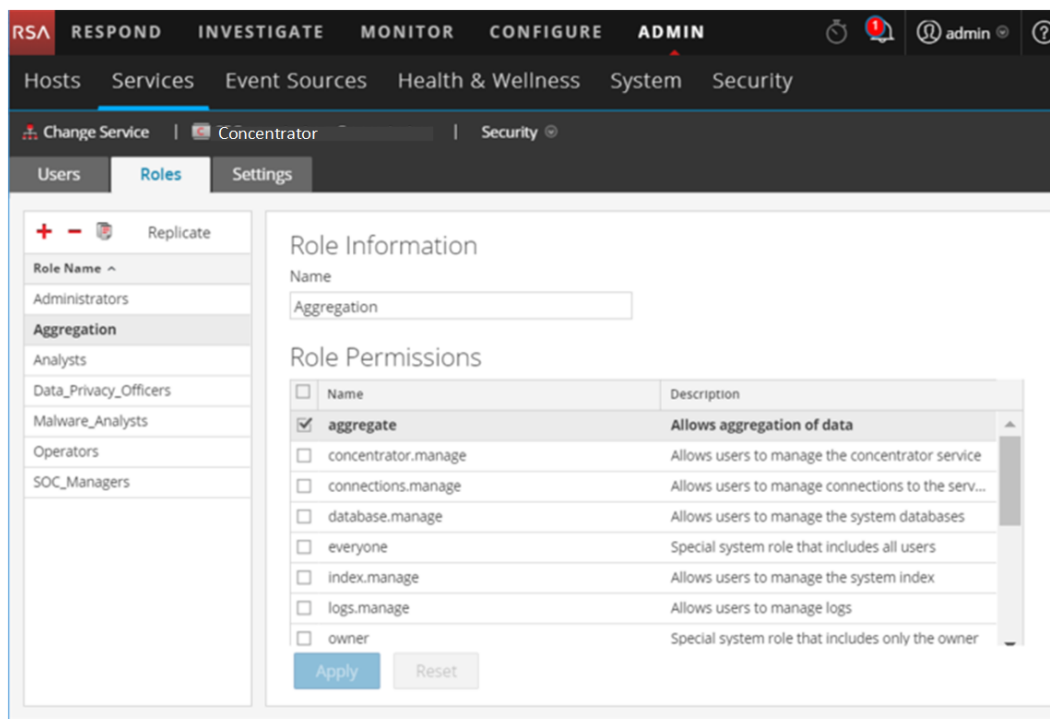 RSA RESPOND INVESTIGATE MONITOR CONFIGURE ADMIN 1 admin ?
Hosts Services Event Sources Health & Wellness System Security
Change Service | C Concentrator | Security
Users Roles Settings
Replicate
Role Name
Administrators
Aggregation
Analysts
Data_Privacy_Officers
Malware_Analysts
Operators
SOC_Managers
Role Information
Name
Aggregation
Role Permissions
Name Description
aggregate Allows aggregation of data
concentrator.manage Allows users to manage the concentrator service
connections.manage Allows users to manage connections to the serv...
database.manage Allows users to manage the system databases
everyone Special system role that includes all users
index.manage Allows users to manage the system index
logs.manage Allows users to manage logs
owner Special system role that includes only the owner
Apply Reset